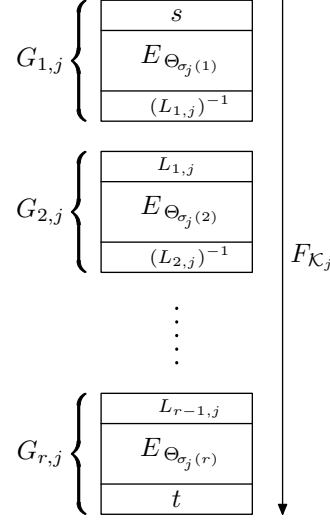 s
G_{1,j} E_{Θ_{σ_j(1)}}
(L_{1,j})^{-1}
L_{1,j}
G_{2,j} E_{Θ_{σ_j(2)}}
(L_{2,j})^{-1}
F_{𝒦_j}
⋮
L_{r−1,j}
G_{r,j} E_{Θ_{σ_j(r)}}
t